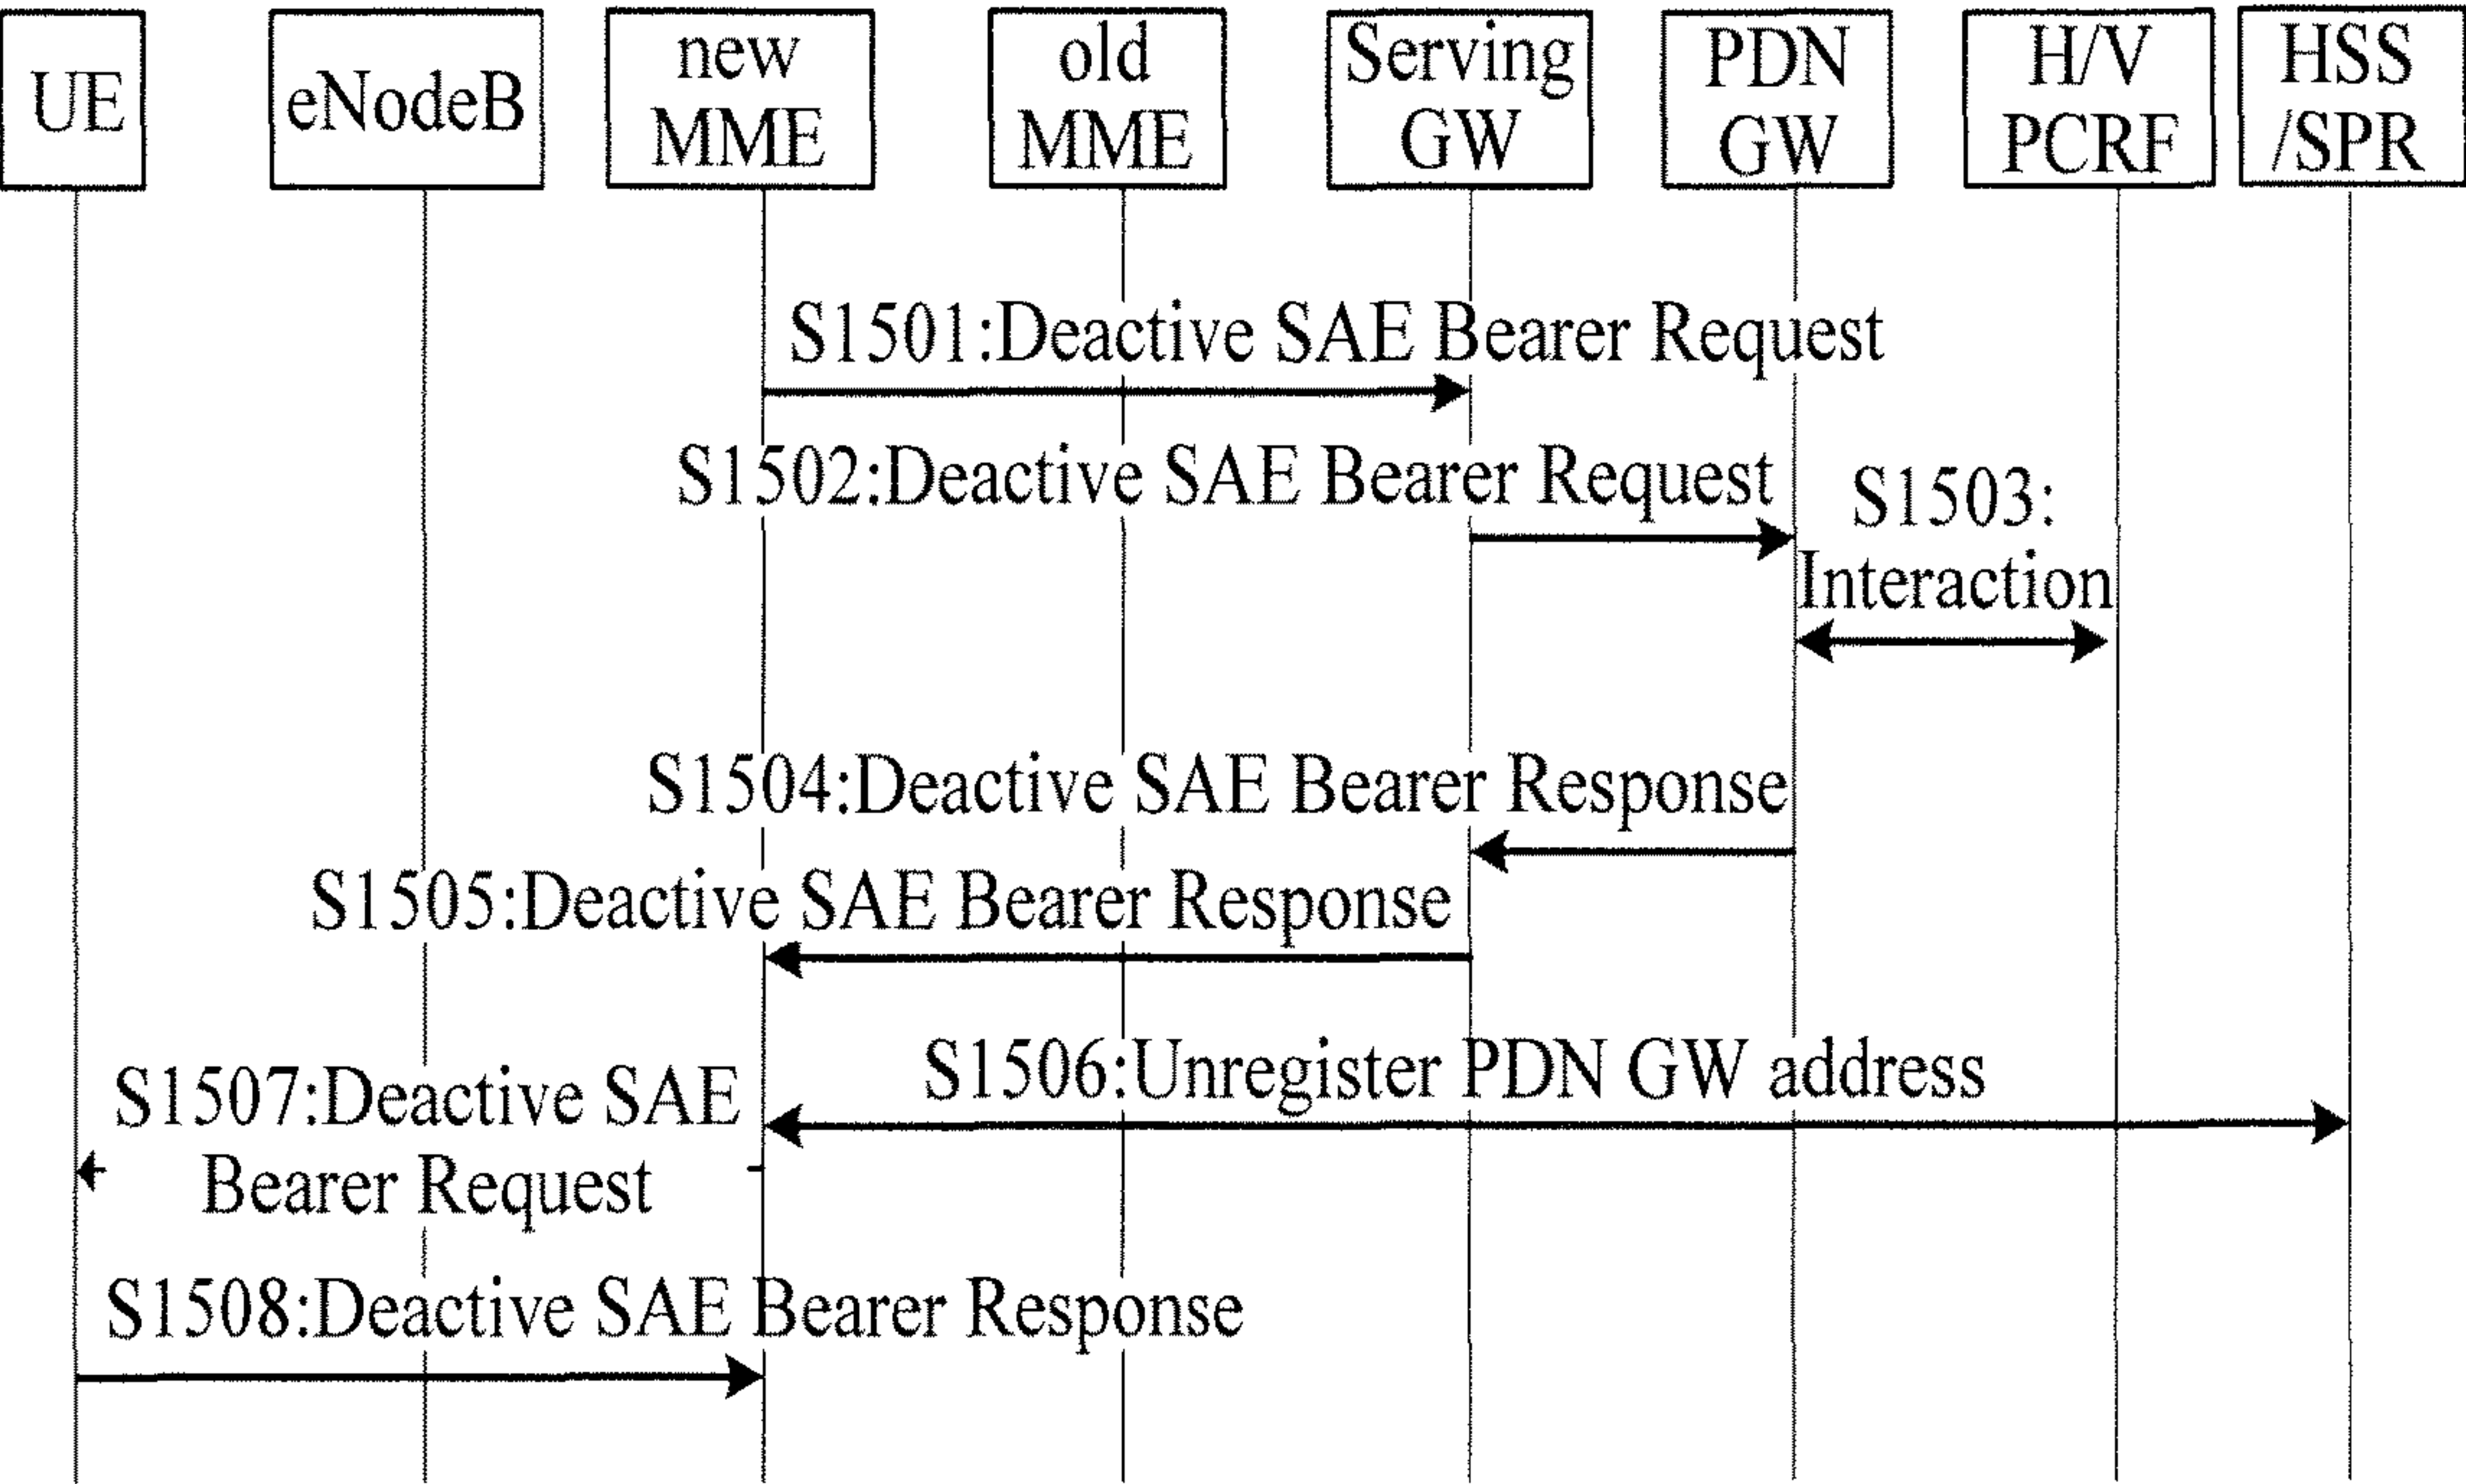 UE
eNodeB
new
MME
old
MME
Serving
GW
PDN
GW
H/V
PCRF
HSS
/SPR
S1501:Deactive SAE Bearer Request
S1502:Deactive SAE Bearer Request
S1503:
Interaction
S1504:Deactive SAE Bearer Response
S1505:Deactive SAE Bearer Response
S1506:Unregister PDN GW address
S1507:Deactive SAE
Bearer Request
S1508:Deactive SAE Bearer Response